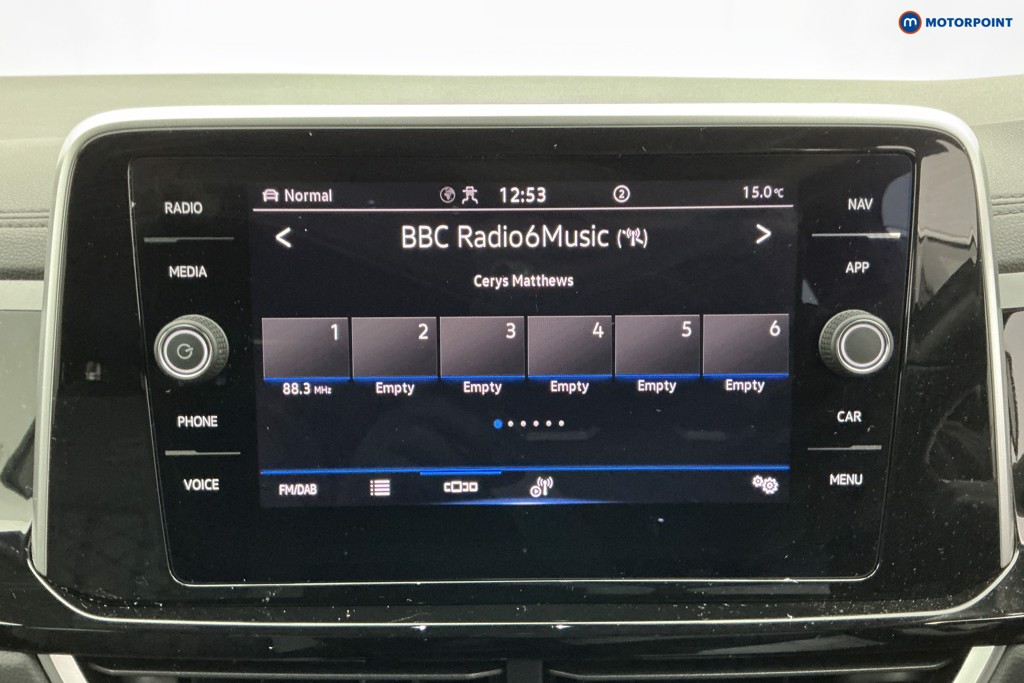 MOTORPOINT
Normal 12:53 2 15.0°C
RADIO
NAV
< BBC Radio6Music >
MEDIA
APP
Cerys Matthews
1 2 3 4 5 6
88.3 MHz Empty Empty Empty Empty Empty
PHONE
CAR
VOICE
MENU
FM/DAB